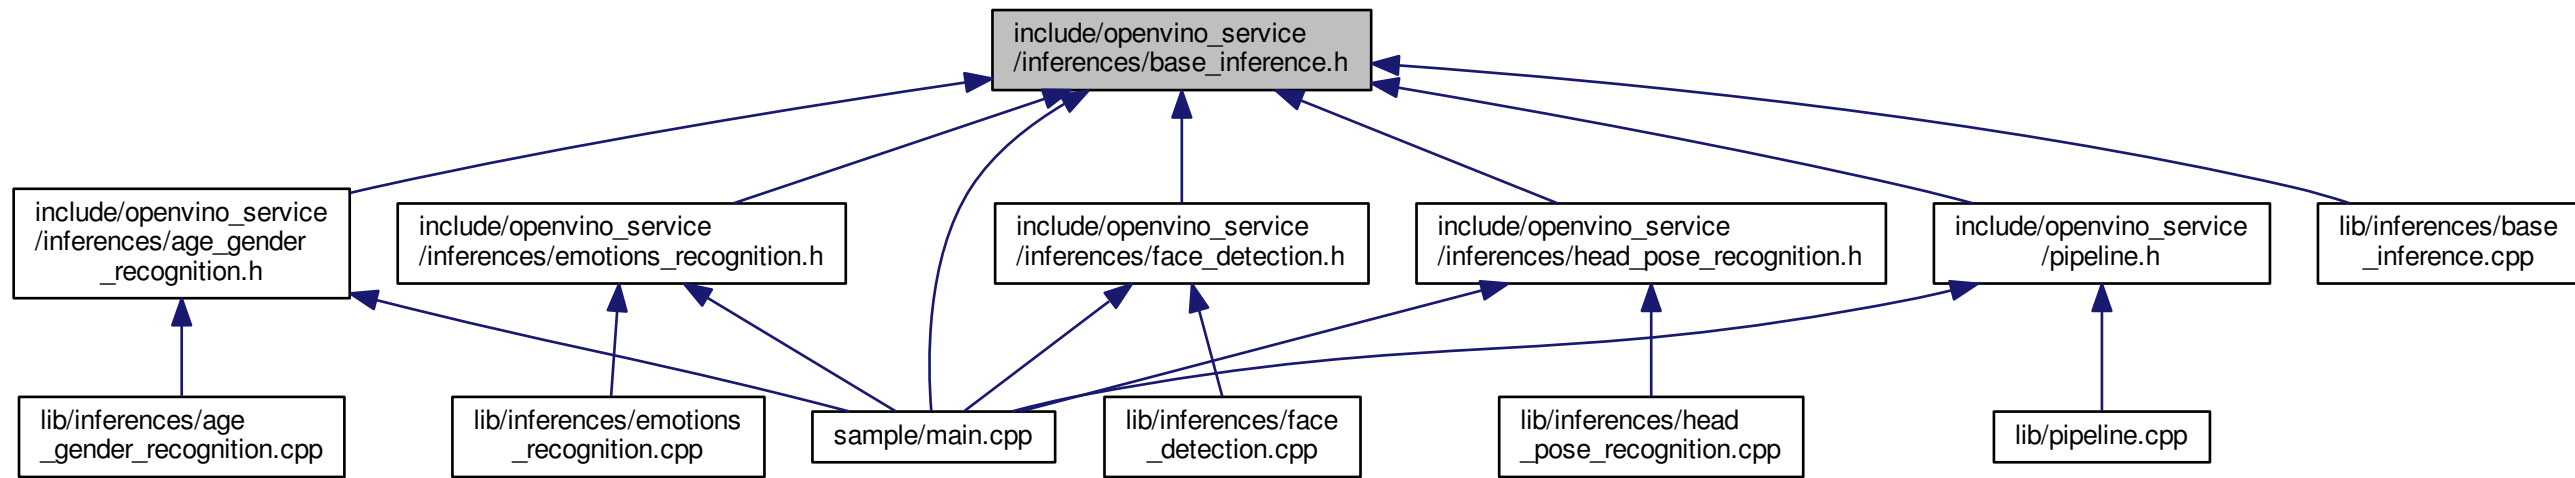 include/openvino_service
/inferences/base_inference.h
include/openvino_service
/inferences/age_gender
_recognition.h
include/openvino_service
/inferences/emotions_recognition.h
include/openvino_service
/inferences/face_detection.h
include/openvino_service
/inferences/head_pose_recognition.h
include/openvino_service
/pipeline.h
lib/inferences/base
_inference.cpp
lib/inferences/age
_gender_recognition.cpp
lib/inferences/emotions
_recognition.cpp
sample/main.cpp
lib/inferences/face
_detection.cpp
lib/inferences/head
_pose_recognition.cpp
lib/pipeline.cpp